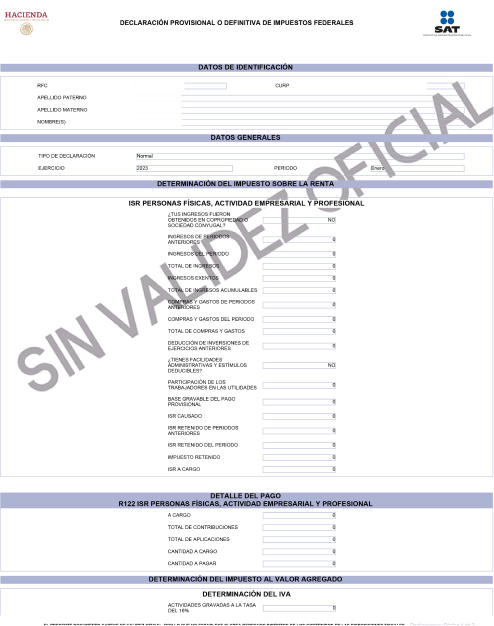 HACIENDA
DECLARACIÓN PROVISIONAL O DEFINITIVA DE IMPUESTOS FEDERALES
SAT
DATOS DE IDENTIFICACIÓN
RFC CURP
APELLIDO PATERNO
APELLIDO MATERNO
NOMBRE(S)
DATOS GENERALES
TIPO DE DECLARACIÓN Normal
EJERCICIO 2023 PERIODO Enero
DETERMINACIÓN DEL IMPUESTO SOBRE LA RENTA
ISR PERSONAS FÍSICAS, ACTIVIDAD EMPRESARIAL Y PROFESIONAL
¿TUS INGRESOS FUERON
OBTENIDOS EN COPROPIEDAD O NO
SOCIEDAD CONYUGAL?
INGRESOS DE PERIODOS
ANTERIORES 0
INGRESOS DEL PERIODO 0
TOTAL DE INGRESOS 0
INGRESOS EXENTOS 0
TOTAL DE INGRESOS ACUMULABLES 0
COMPRAS Y GASTOS DE PERIODOS
ANTERIORES 0
COMPRAS Y GASTOS DEL PERIODO 0
TOTAL DE COMPRAS Y GASTOS 0
DEDUCCIÓN DE INVERSIONES DE
EJERCICIOS ANTERIORES 0
¿TIENES FACILIDADES
ADMINISTRATIVAS Y ESTÍMULOS NO
DEDUCIBLES?
PARTICIPACIÓN DE LOS
TRABAJADORES EN LAS UTILIDADES 0
BASE GRAVABLE DEL PAGO
PROVISIONAL 0
ISR CAUSADO 0
ISR RETENIDO DE PERIODOS
ANTERIORES 0
ISR RETENIDO DEL PERIODO 0
IMPUESTO RETENIDO 0
ISR A CARGO 0
SIN VALIDEZ OFICIAL
DETALLE DEL PAGO
R122 ISR PERSONAS FÍSICAS, ACTIVIDAD EMPRESARIAL Y PROFESIONAL
A CARGO 0
TOTAL DE CONTRIBUCIONES 0
TOTAL DE APLICACIONES 0
CANTIDAD A CARGO 0
CANTIDAD A PAGAR 0
DETERMINACIÓN DEL IMPUESTO AL VALOR AGREGADO
DETERMINACIÓN DEL IVA
ACTIVIDADES GRAVADAS A LA TASA
DEL 16% 0